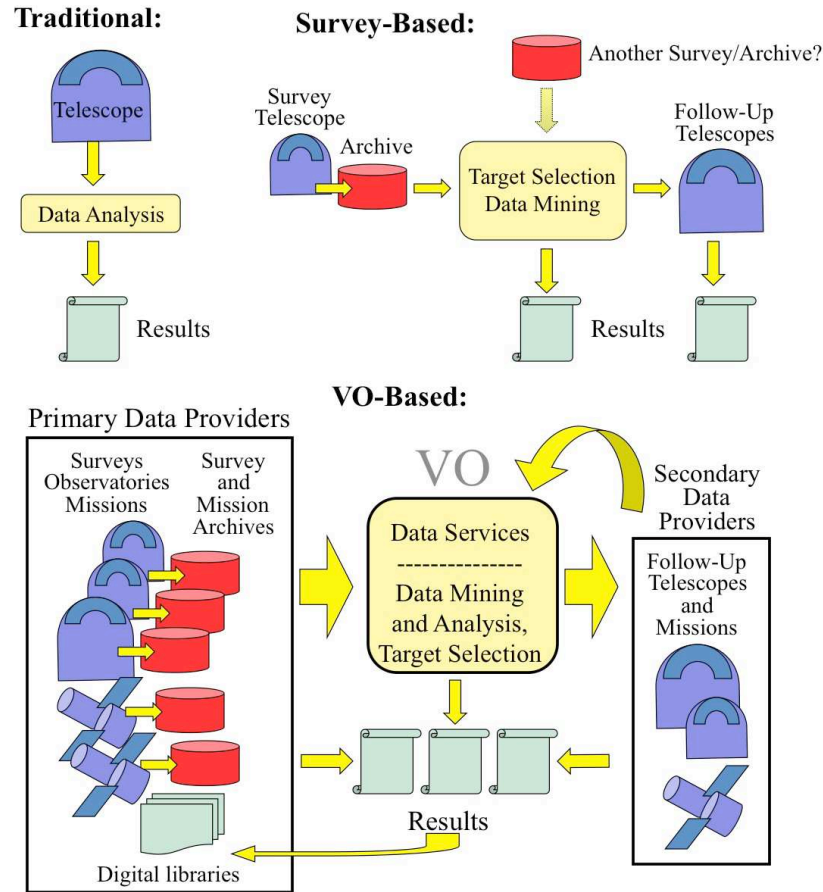 Traditional:
Telescope
Data Analysis
Results
Survey-Based:
Another Survey/Archive?
Survey
Telescope
Archive
Target Selection
Data Mining
Follow-Up
Telescopes
Results
VO-Based:
Primary Data Providers
Surveys
Observatories
Missions
Survey
and
Mission
Archives
Digital libraries
VO
Data Services
---------------
Data Mining
and Analysis,
Target Selection
Results
Secondary
Data
Providers
Follow-Up
Telescopes
and
Missions